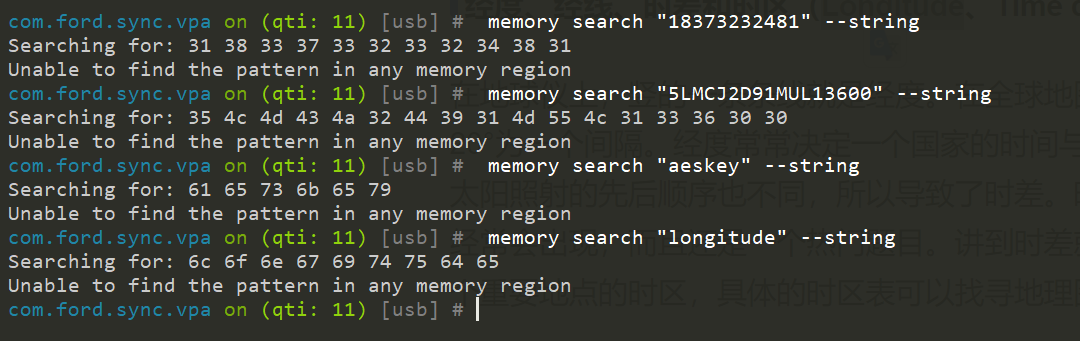 com.ford.sync.vpa on (qti: 11) [usb] #  memory search "18373232481" --string
Searching for: 31 38 33 37 33 32 33 32 34 38 31
Unable to find the pattern in any memory region
com.ford.sync.vpa on (qti: 11) [usb] #  memory search "5LMCJ2D91MUL13600" --string
Searching for: 35 4c 4d 43 4a 32 44 39 31 4d 55 4c 31 33 36 30 30
Unable to find the pattern in any memory region
com.ford.sync.vpa on (qti: 11) [usb] #  memory search "aeskey" --string
Searching for: 61 65 73 6b 65 79
Unable to find the pattern in any memory region
com.ford.sync.vpa on (qti: 11) [usb] #  memory search "longitude" --string
Searching for: 6c 6f 6e 67 69 74 75 64 65
Unable to find the pattern in any memory region
com.ford.sync.vpa on (qti: 11) [usb] #